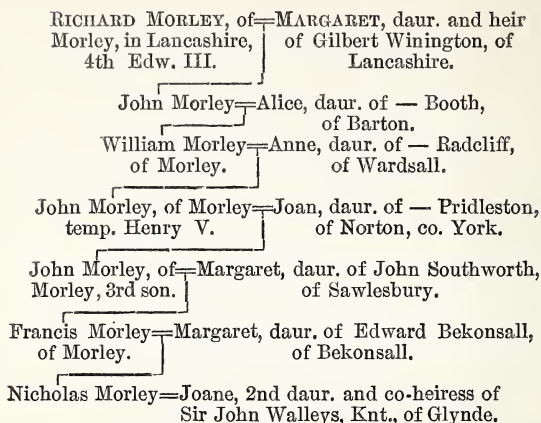 RICHARD MORLEY, of=MARGARET, daur. and heir
Morley, in Lancashire, of Gilbert Winington, of
4th Edw. III. Lancashire.
John Morley=Alice, daur. of — Booth,
of Barton.
William Morley=Anne, daur. of — Radcliff,
of Morley. of Wardsall.
John Morley, of Morley=Joan, daur. of — Pridleston,
temp. Henry V. of Norton, co. York.
John Morley, of=Margaret, daur. of John Southworth,
Morley, 3rd son. of Sawlesbury.
Francis Morley=Margaret, daur. of Edward Bekonsall,
of Morley. of Bekonsall.
Nicholas Morley=Joane, 2nd daur. and co-heiress of
Sir John Walleys, Knt., of Glynde.